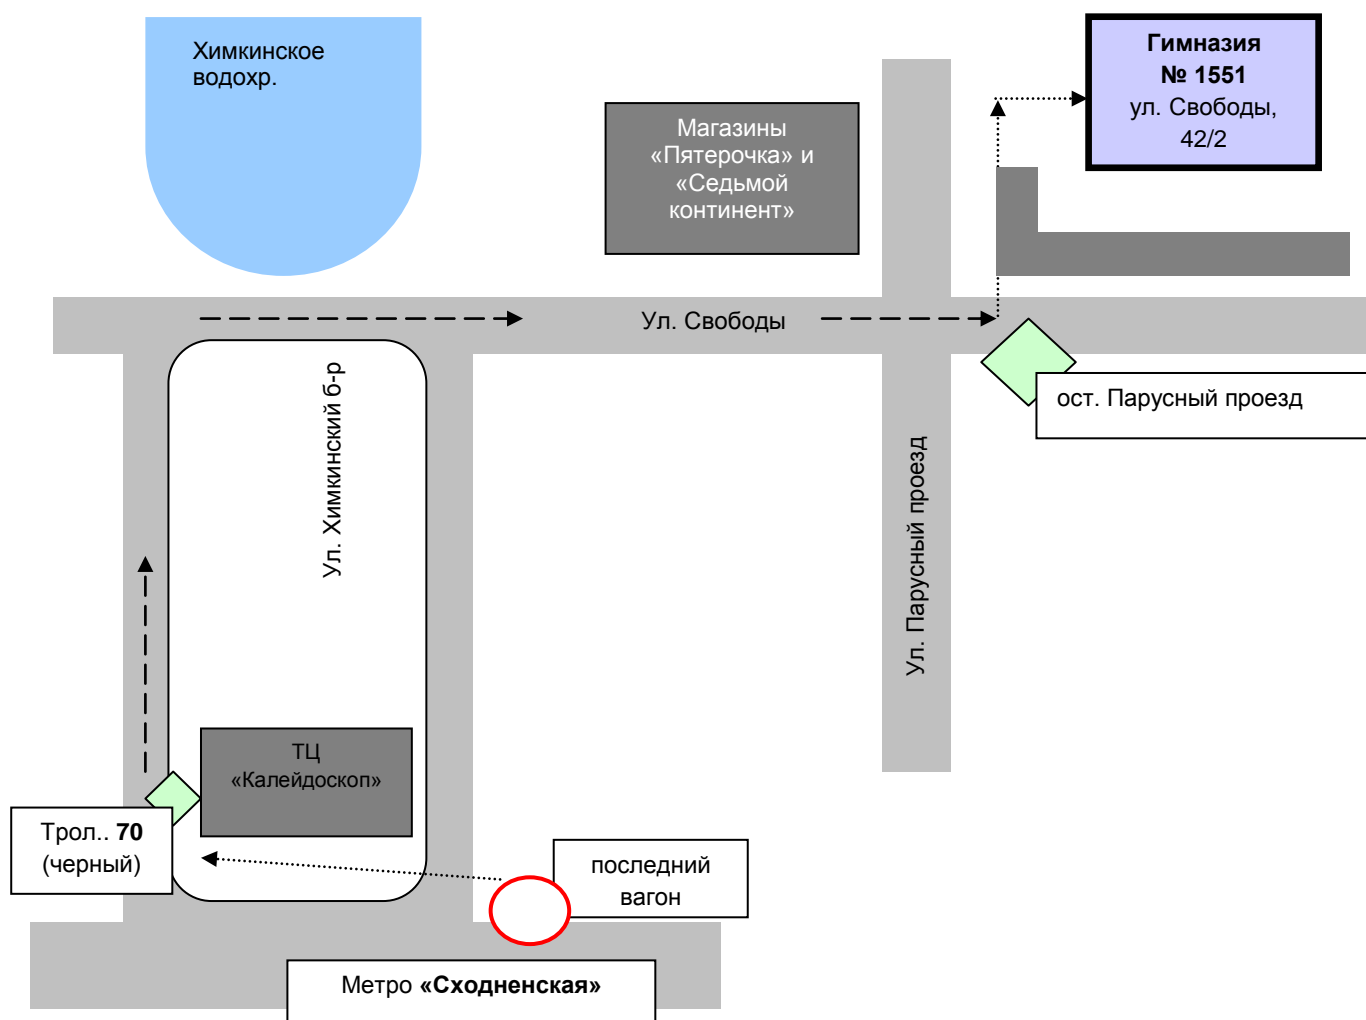 Химкинское
водохр.
Гимназия
№ 1551
ул. Свободы,
42/2
Магазины
«Пятерочка» и
«Седьмой
континент»
Ул. Свободы
ост. Парусный проезд
Ул. Химкинский б-р
Ул. Парусный проезд
ТЦ
«Калейдоскоп»
Трол.. 70
(черный)
последний
вагон
Метро «Сходненская»